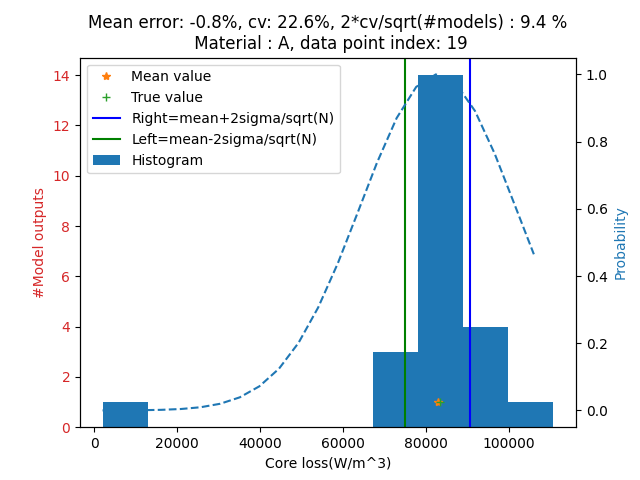 Mean error: -0.8%, cv: 22.6%, 2*cv/sqrt(#models) : 9.4 %
Material : A, data point index: 19
Mean value
True value
Right=mean+2sigma/sqrt(N)
Left=mean-2sigma/sqrt(N)
Histogram
#Model outputs
14
12
10
8
6
4
2
0
1.0
0.8
0.6
0.4
0.2
0.0
Probability
0
20000
40000
60000
80000
100000
Core loss(W/m^3)